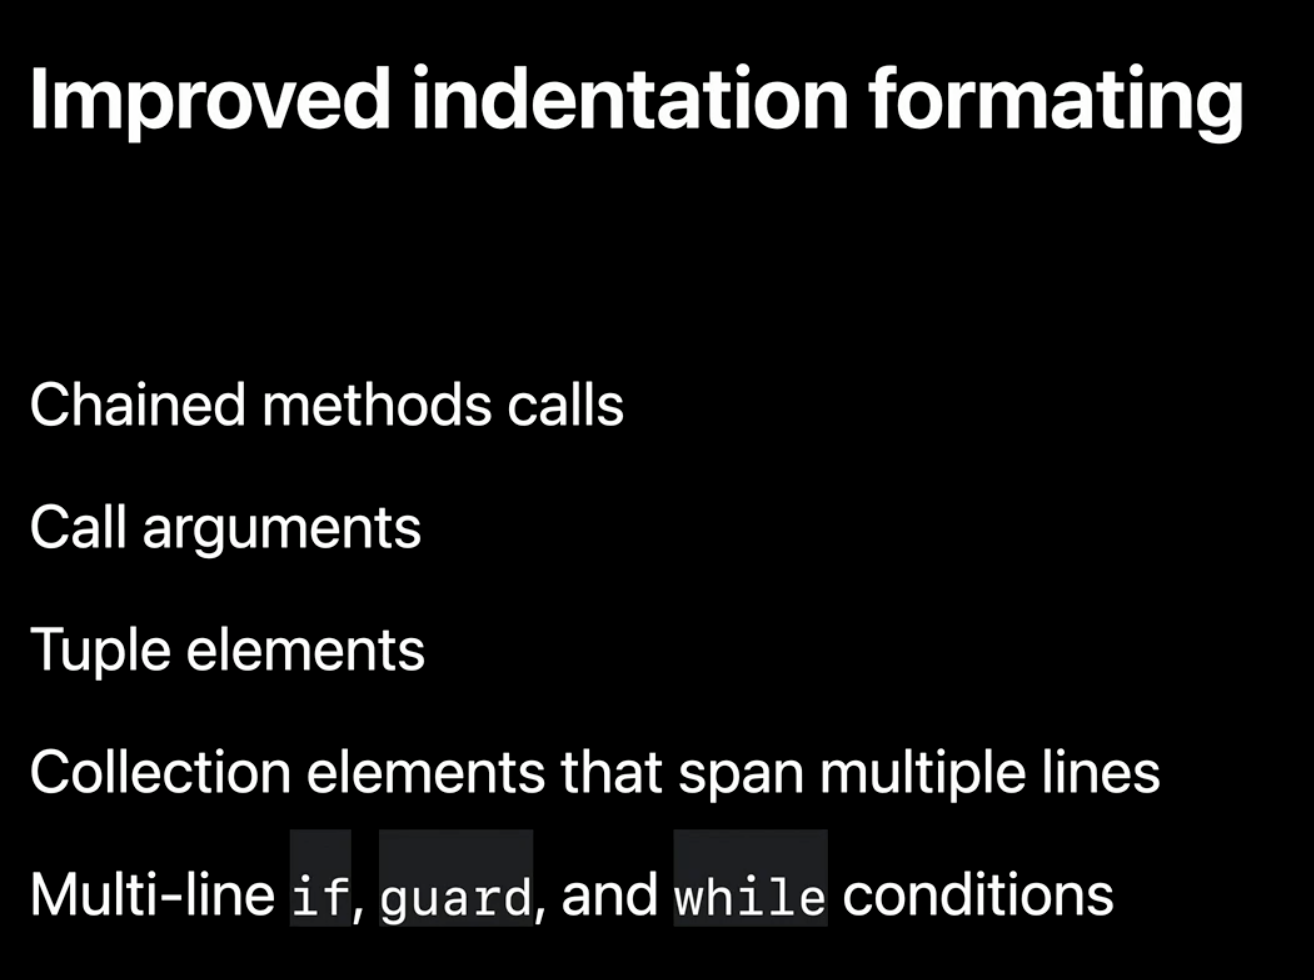 Improved indentation formating
Chained methods calls
Call arguments
Tuple elements
Collection elements that span multiple lines
Multi-line if, guard, and while conditions